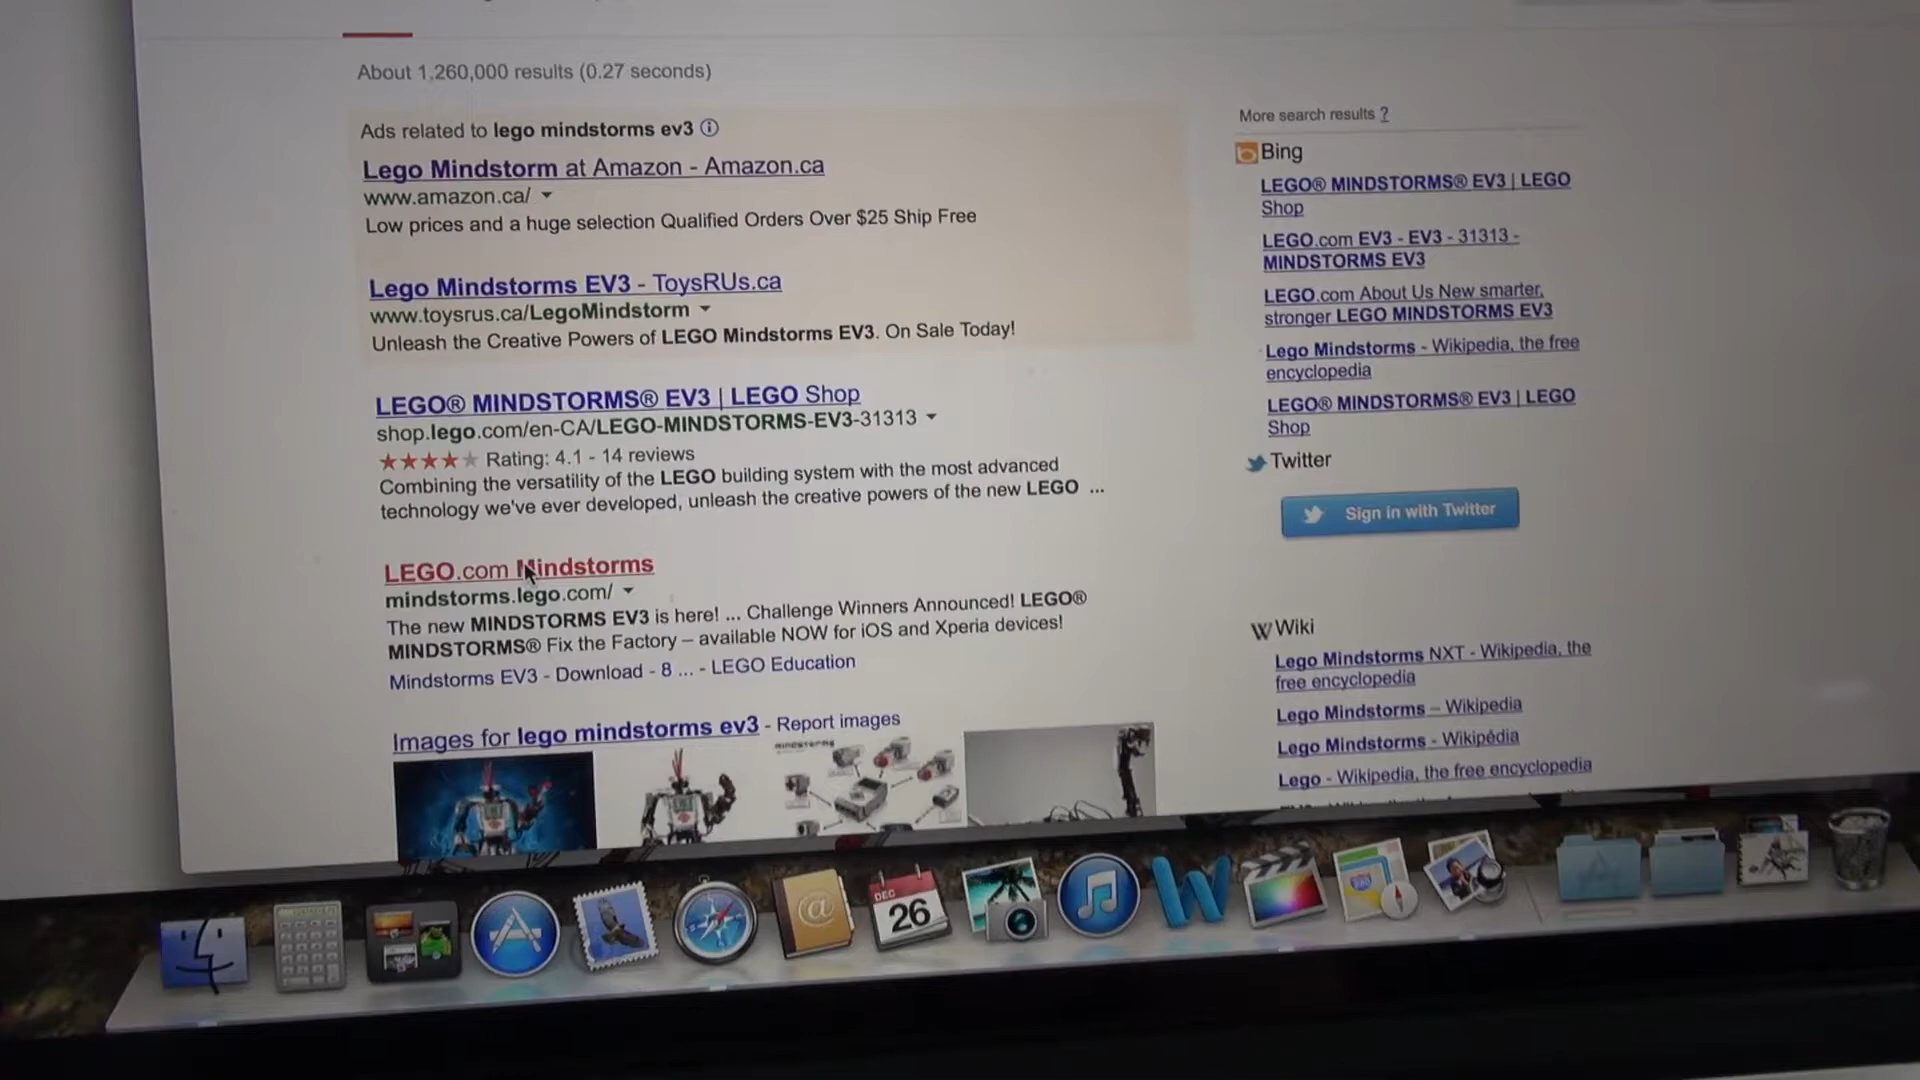 About 1,260,000 results (0.27 seconds)
Ads related to lego mindstorms ev3
Lego Mindstorm at Amazon - Amazon.ca
www.amazon.ca/
Low prices and a huge selection Qualified Orders Over $25 Ship Free
Lego Mindstorms EV3 - ToysRUs.ca
www.toysrus.ca/LegoMindstorm
Unleash the Creative Powers of LEGO Mindstorms EV3. On Sale Today!
LEGO® MINDSTORMS® EV3 | LEGO Shop
shop.lego.com/en-CA/LEGO-MINDSTORMS-EV3-31313
Rating: 4.1 - 14 reviews
Combining the versatility of the LEGO building system with the most advanced
technology we've ever developed, unleash the creative powers of the new LEGO ...
LEGO.com Mindstorms
mindstorms.lego.com/
The new MINDSTORMS EV3 is here! ... Challenge Winners Announced! LEGO®
MINDSTORMS® Fix the Factory – available NOW for iOS and Xperia devices!
Mindstorms EV3 - Download - 8 ... - LEGO Education
Images for lego mindstorms ev3 - Report images
MINDSTORMS
More search results ?
Bing
LEGO® MINDSTORMS® EV3 | LEGO
Shop
LEGO.com EV3 - EV3 - 31313 -
MINDSTORMS EV3
LEGO.com About Us New smarter,
stronger LEGO MINDSTORMS EV3
Lego Mindstorms - Wikipedia, the free
encyclopedia
LEGO® MINDSTORMS® EV3 | LEGO
Shop
Twitter
Sign in with Twitter
Wiki
Lego Mindstorms NXT - Wikipedia, the
free encyclopedia
Lego Mindstorms – Wikipedia
Lego Mindstorms - Wikipédia
Lego - Wikipedia, the free encyclopedia
DEC
26